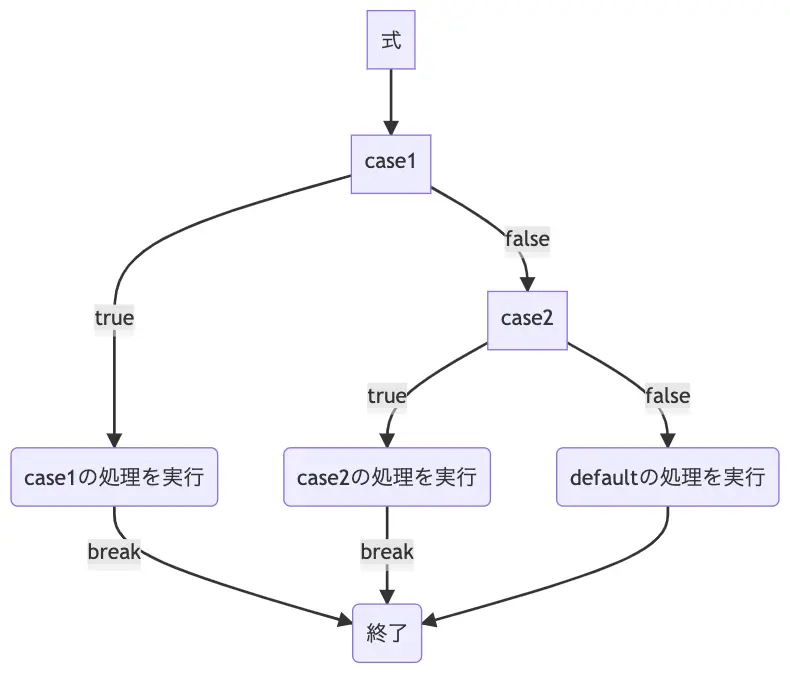 式
case1
false
true
case2
true
false
case1の処理を実行
case2の処理を実行
defaultの処理を実行
break
break
終了